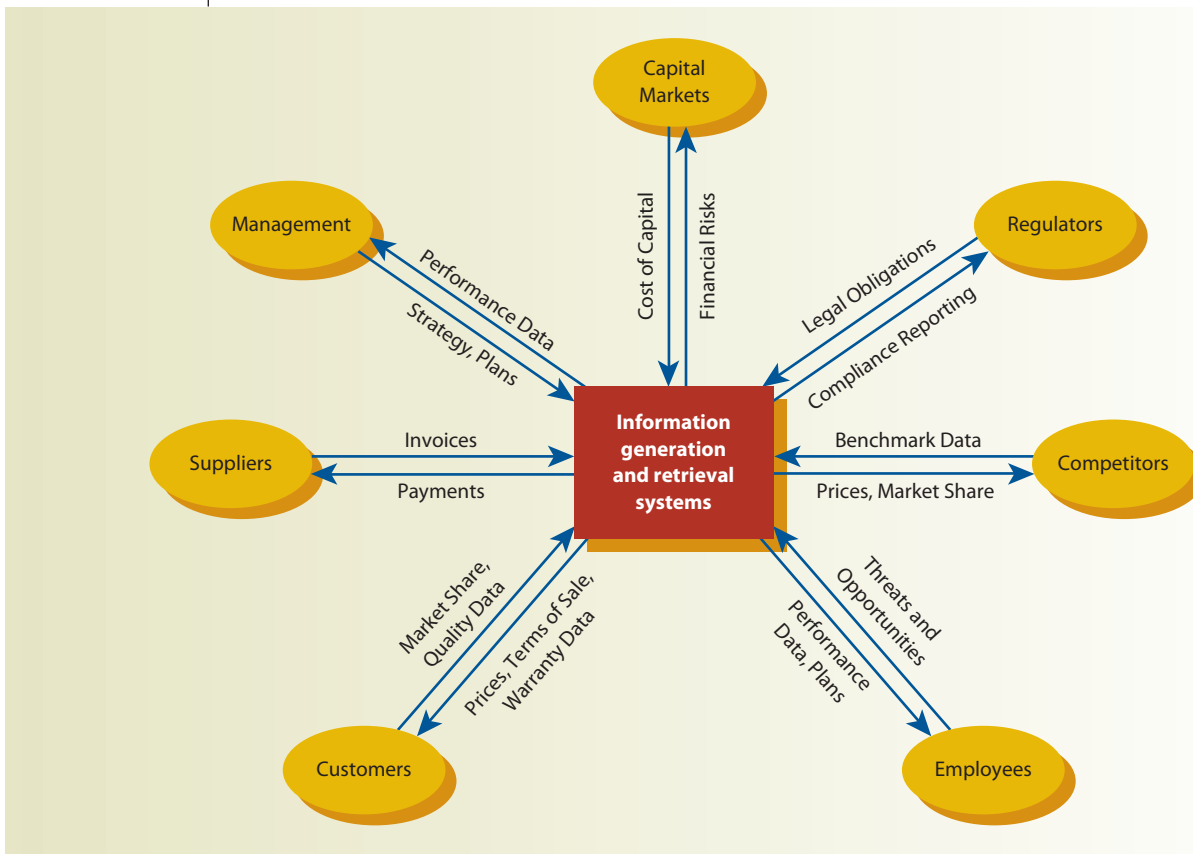 Capital
Markets
Management
Regulators
Cost of Capital
Financial Risks
Performance Data
Strategy, Plans
Legal Obligations
Compliance Reporting
Information
generation
and retrieval
systems
Suppliers
Invoices
Payments
Benchmark Data
Prices, Market Share
Competitors
Market Share,
Quality Data
Prices, Terms of Sale,
Warranty Data
Threats and
Opportunities
Performance
Data, Plans
Customers
Employees